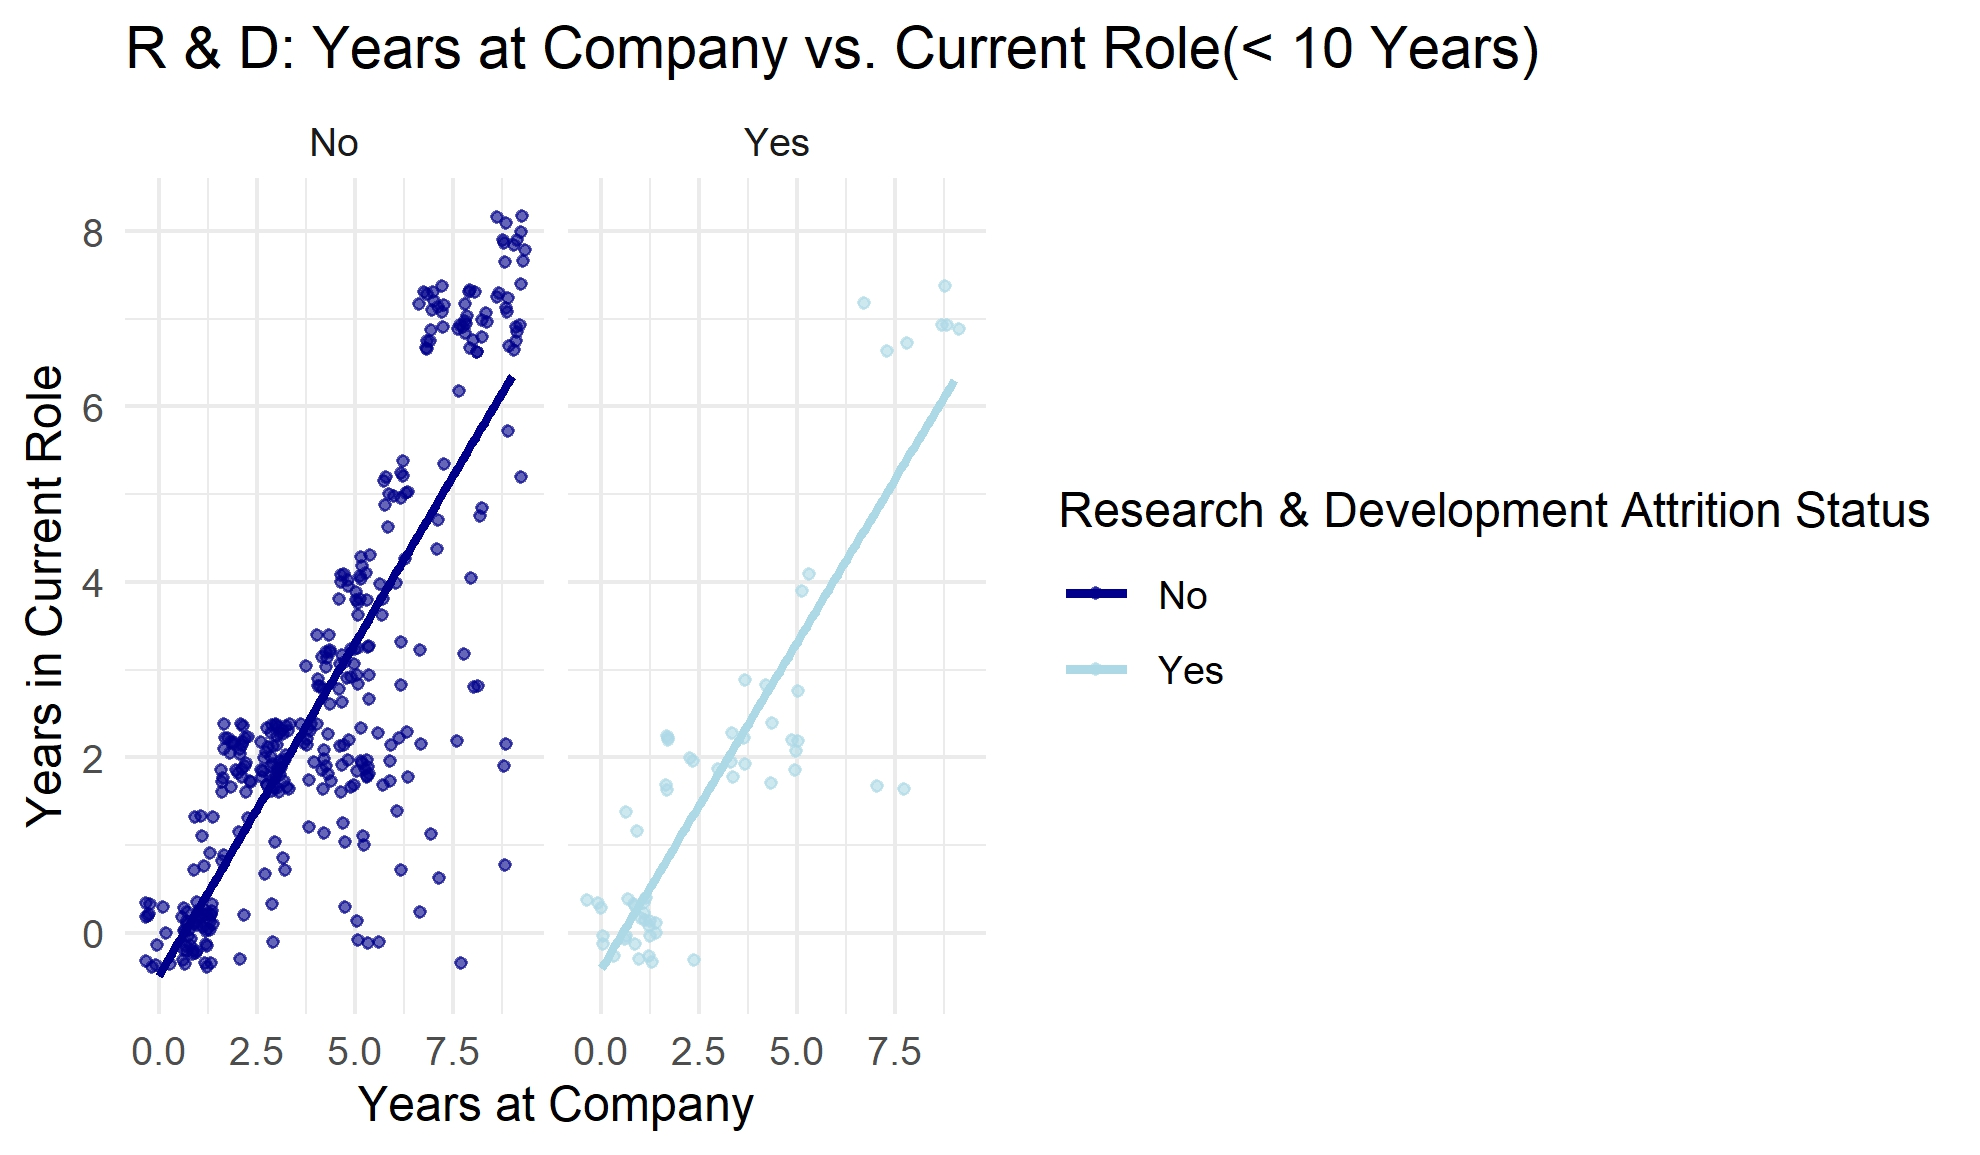 R & D: Years at Company vs. Current Role(< 10 Years)
No
Yes
8
6
4
2
0
Years in Current Role
0.0 2.5 5.0 7.5
0.0 2.5 5.0 7.5
Years at Company
Research & Development Attrition Status
No
Yes